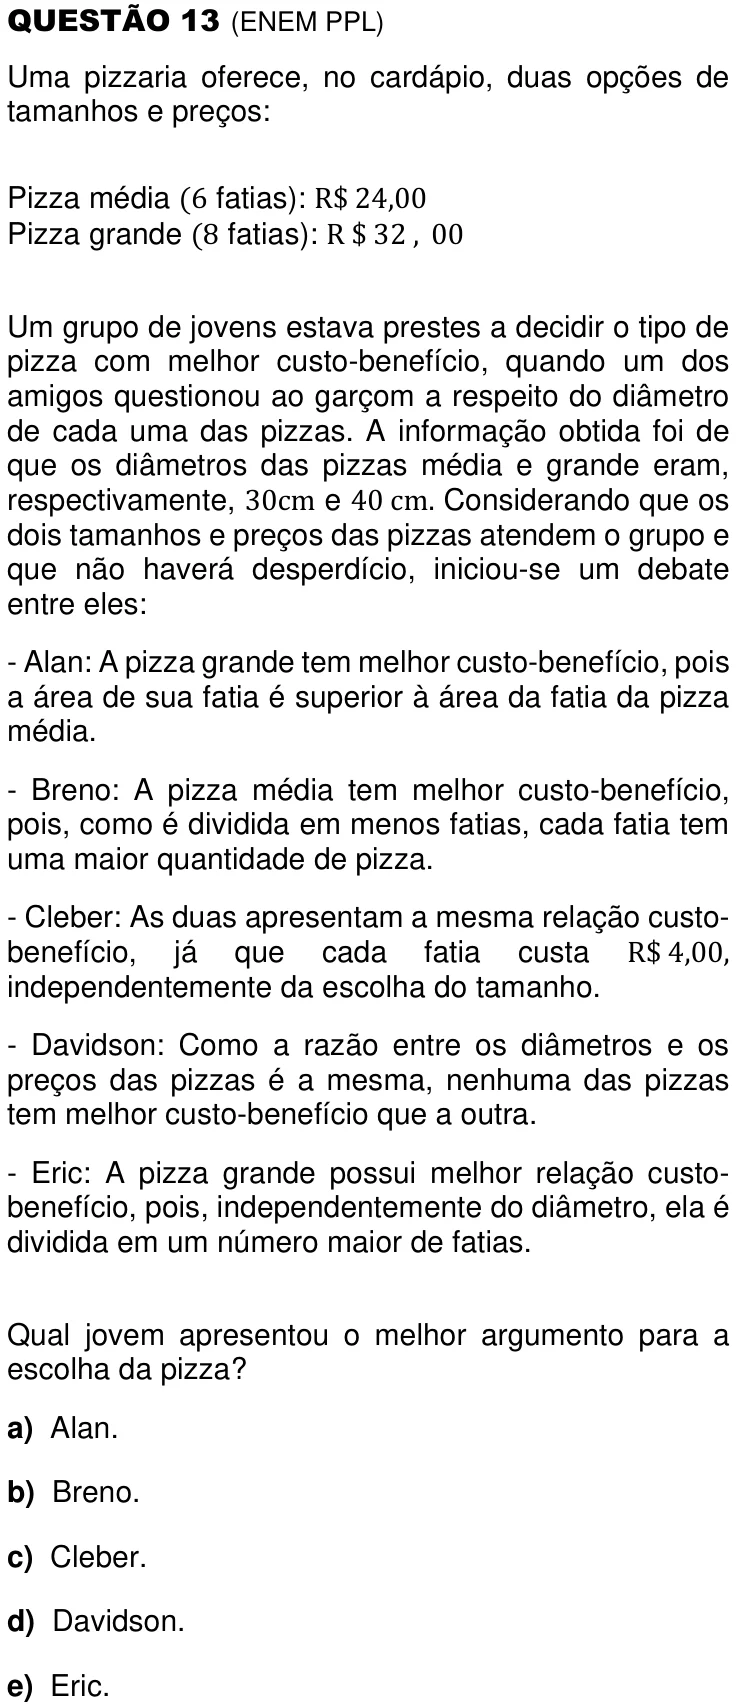 QUESTÃO 13 (ENEM PPL)
Uma pizzaria oferece, no cardápio, duas opções de
tamanhos e preços:
Pizza média (6 fatias): R$ 24,00
Pizza grande (8 fatias): R $ 32 , 00
Um grupo de jovens estava prestes a decidir o tipo de
pizza com melhor custo-benefício, quando um dos
amigos questionou ao garçom a respeito do diâmetro
de cada uma das pizzas. A informação obtida foi de
que os diâmetros das pizzas média e grande eram,
respectivamente, 30cm e 40 cm. Considerando que os
dois tamanhos e preços das pizzas atendem o grupo e
que não haverá desperdício, iniciou-se um debate
entre eles:
- Alan: A pizza grande tem melhor custo-benefício, pois
a área de sua fatia é superior à área da fatia da pizza
média.
- Breno: A pizza média tem melhor custo-benefício,
pois, como é dividida em menos fatias, cada fatia tem
uma maior quantidade de pizza.
- Cleber: As duas apresentam a mesma relação custo-
benefício, já que cada fatia custa R$ 4,00,
independentemente da escolha do tamanho.
- Davidson: Como a razão entre os diâmetros e os
preços das pizzas é a mesma, nenhuma das pizzas
tem melhor custo-benefício que a outra.
- Eric: A pizza grande possui melhor relação custo-
benefício, pois, independentemente do diâmetro, ela é
dividida em um número maior de fatias.
Qual jovem apresentou o melhor argumento para a
escolha da pizza?
a) Alan.
b) Breno.
c) Cleber.
d) Davidson.
e) Eric.